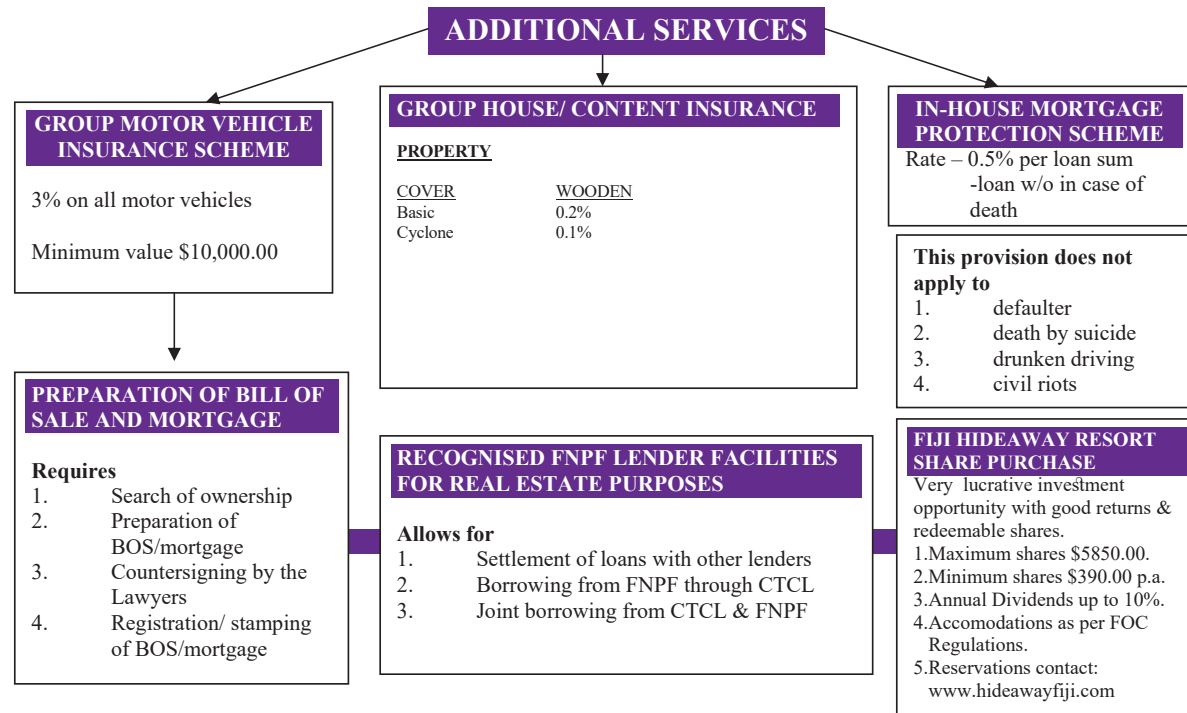 ADDITIONAL SERVICES
GROUP MOTOR VEHICLE
INSURANCE SCHEME
3% on all motor vehicles
Minimum value $10,000.00
GROUP HOUSE/ CONTENT INSURANCE
PROPERTY
COVER WOODEN
Basic 0.2%
Cyclone 0.1%
IN-HOUSE MORTGAGE
PROTECTION SCHEME
Rate – 0.5% per loan sum
-loan w/o in case of
death
This provision does not
apply to
1. defaulter
2. death by suicide
3. drunken driving
4. civil riots
PREPARATION OF BILL OF
SALE AND MORTGAGE
Requires
1. Search of ownership
2. Preparation of
BOS/mortgage
3. Countersigning by the
Lawyers
4. Registration/ stamping
of BOS/mortgage
RECOGNISED FNPF LENDER FACILITIES
FOR REAL ESTATE PURPOSES
Allows for
1. Settlement of loans with other lenders
2. Borrowing from FNPF through CTCL
3. Joint borrowing from CTCL & FNPF
FIJI HIDEAWAY RESORT
SHARE PURCHASE
Very lucrative investment
opportunity with good returns &
redeemable shares.
1.Maximum shares $5850.00.
2.Minimum shares $390.00 p.a.
3.Annual Dividends up to 10%.
4.Accomodations as per FOC
Regulations.
5.Reservations contact:
www.hideawayfiji.com